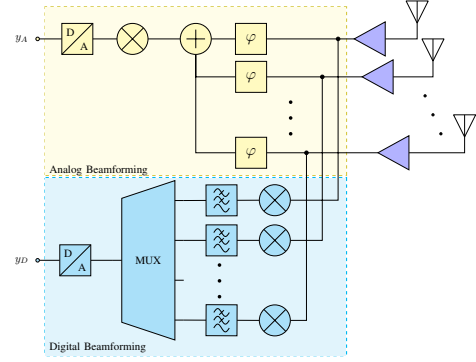 y_A
D
A
φ
φ
φ
Analog Beamforming
y_D
D
A
MUX
Digital Beamforming